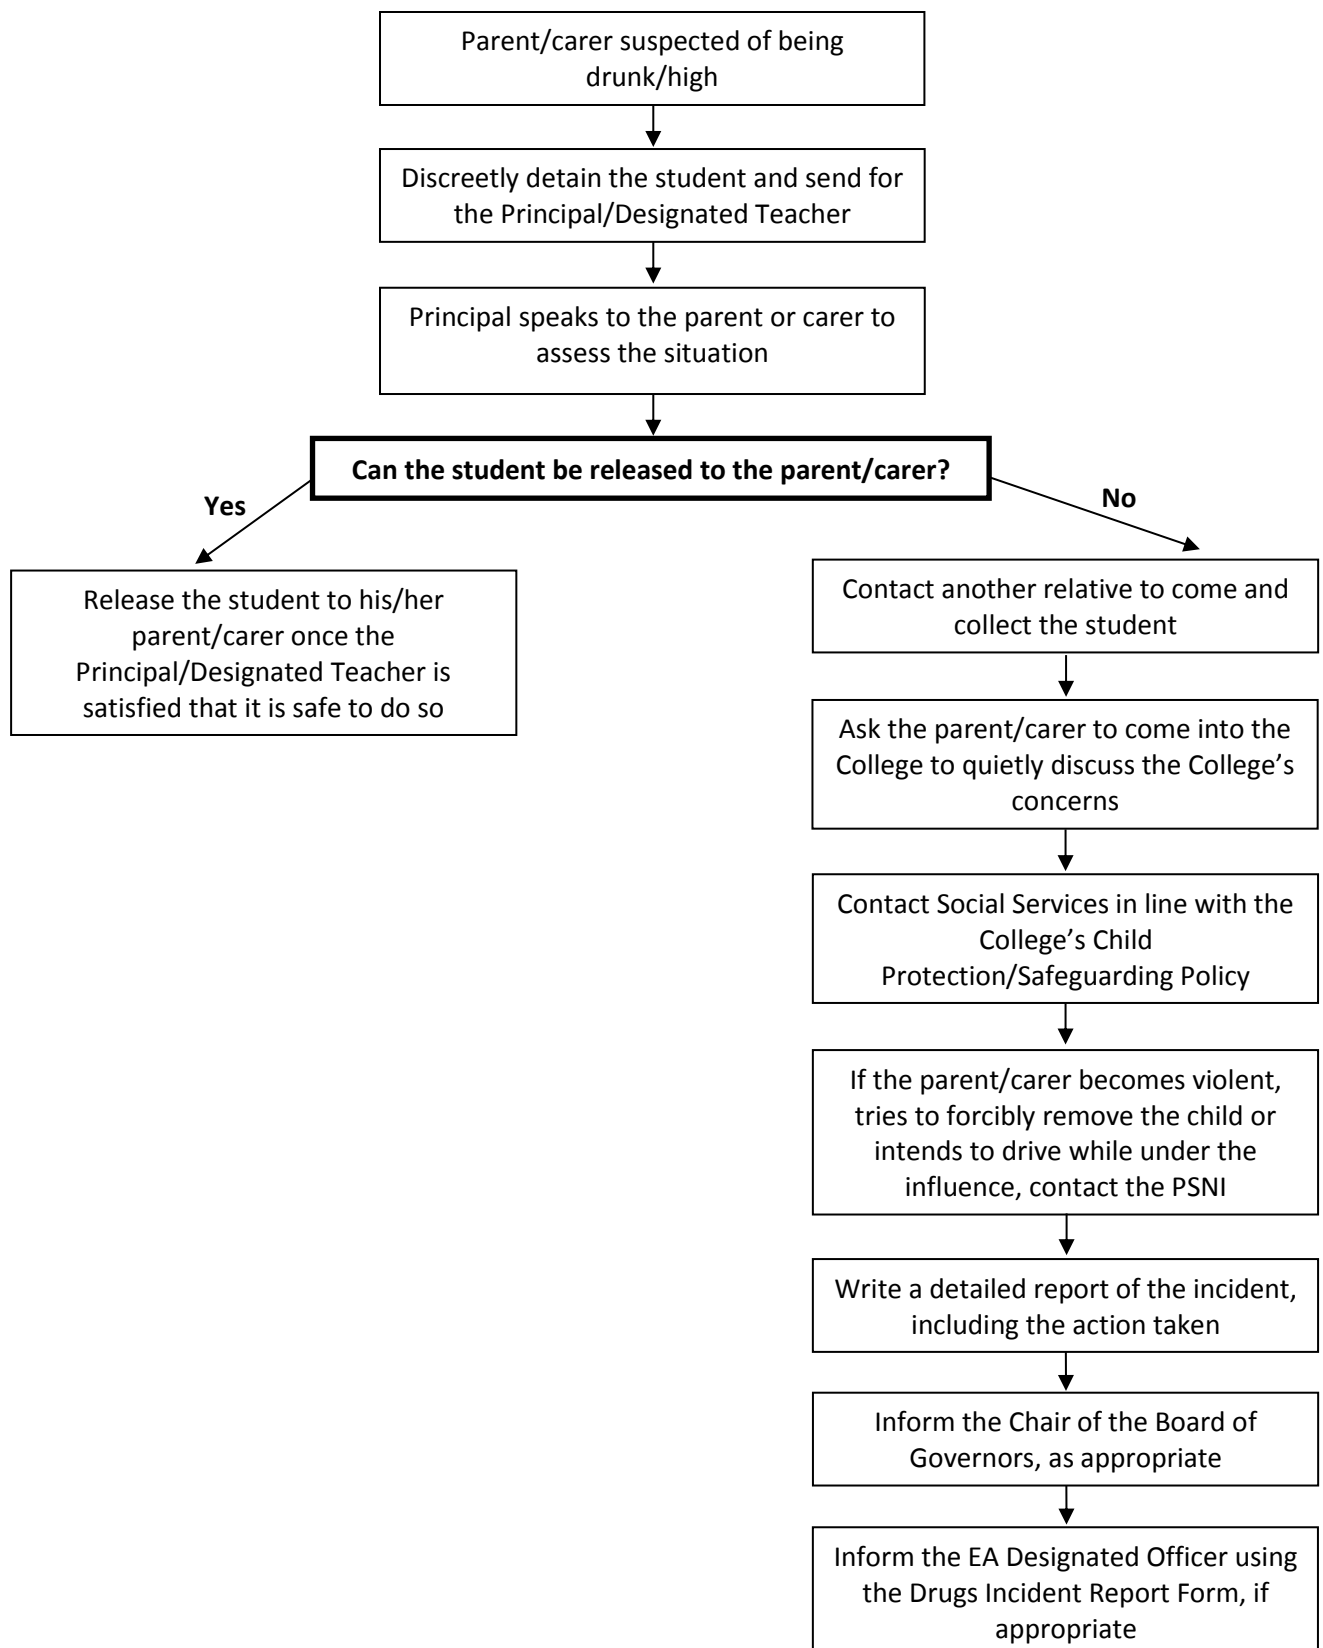 Parent/carer suspected of being
drunk/high
Discreetly detain the student and send for
the Principal/Designated Teacher
Principal speaks to the parent or carer to
assess the situation
Can the student be released to the parent/carer?
Yes
No
Release the student to his/her
parent/carer once the
Principal/Designated Teacher is
satisfied that it is safe to do so
Contact another relative to come and
collect the student
Ask the parent/carer to come into the
College to quietly discuss the College’s
concerns
Contact Social Services in line with the
College’s Child
Protection/Safeguarding Policy
If the parent/carer becomes violent,
tries to forcibly remove the child or
intends to drive while under the
influence, contact the PSNI
Write a detailed report of the incident,
including the action taken
Inform the Chair of the Board of
Governors, as appropriate
Inform the EA Designated Officer using
the Drugs Incident Report Form, if
appropriate